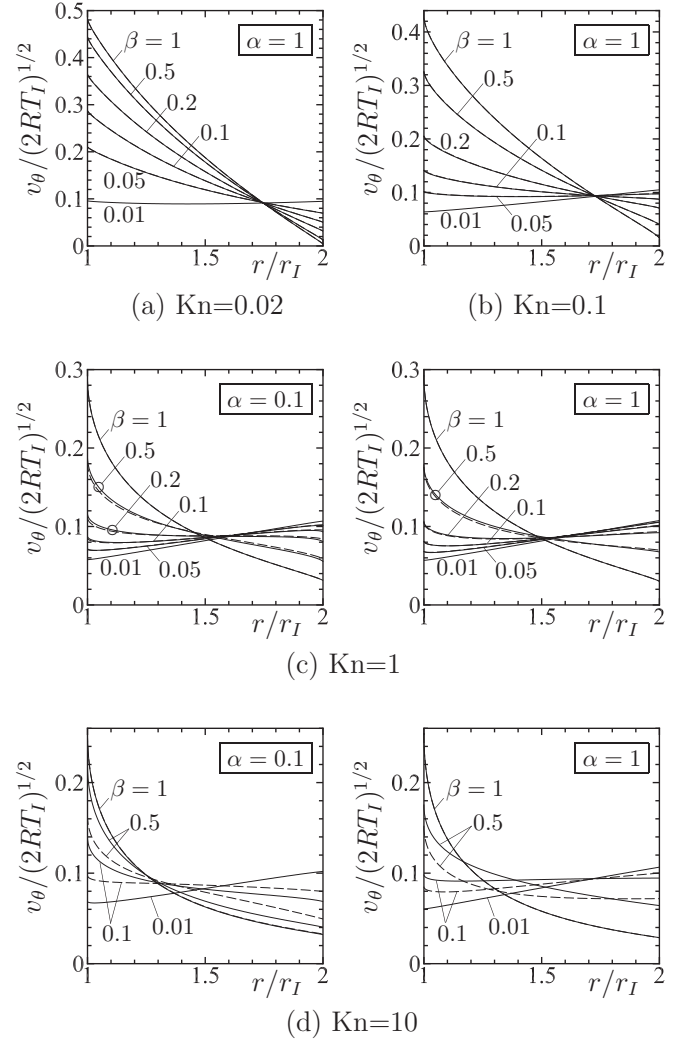 v_θ/(2RT_I)^{1/2}
0.5
0.4
0.3
0.2
0.1
0
β = 1
α = 1
0.5
0.2
0.1
0.05
0.01
1
1.5
2
r/r_I
(a) Kn=0.02
v_θ/(2RT_I)^{1/2}
0.4
0.3
0.2
0.1
0
β = 1
α = 1
0.5
0.1
0.2
0.01
0.05
1
1.5
2
r/r_I
(b) Kn=0.1
v_θ/(2RT_I)^{1/2}
0.3
0.2
0.1
0
α = 0.1
β = 1
0.5
0.2
0.1
0.01
0.05
1
1.5
2
r/r_I
v_θ/(2RT_I)^{1/2}
0.3
0.2
0.1
0
α = 1
β = 1
0.5
0.2
0.1
0.01
0.05
1
1.5
2
r/r_I
(c) Kn=1
v_θ/(2RT_I)^{1/2}
0.2
0.1
0
α = 0.1
β = 1
0.5
0.1
0.01
1
1.5
2
r/r_I
v_θ/(2RT_I)^{1/2}
0.2
0.1
0
α = 1
β = 1
0.5
0.1
0.01
1
1.5
2
r/r_I
(d) Kn=10